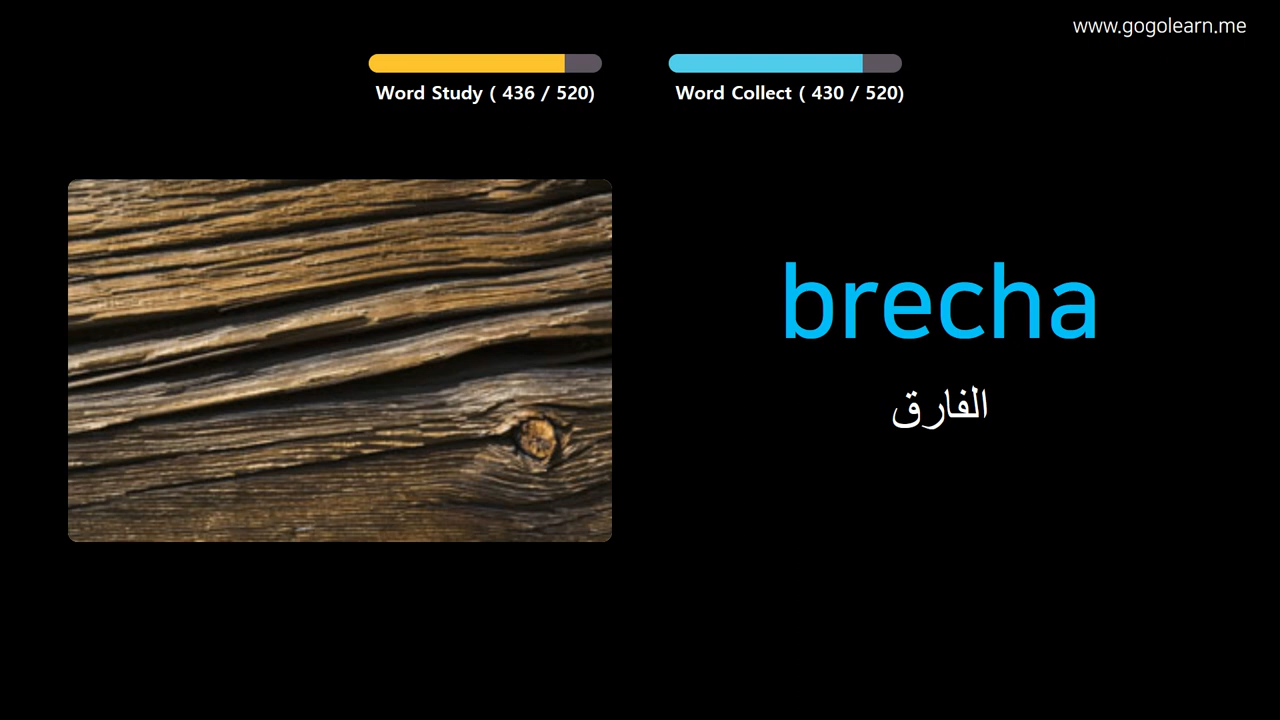 www.gogolearn.me
Word Study ( 436 / 520)
Word Collect ( 430 / 520)
brecha
الفارق